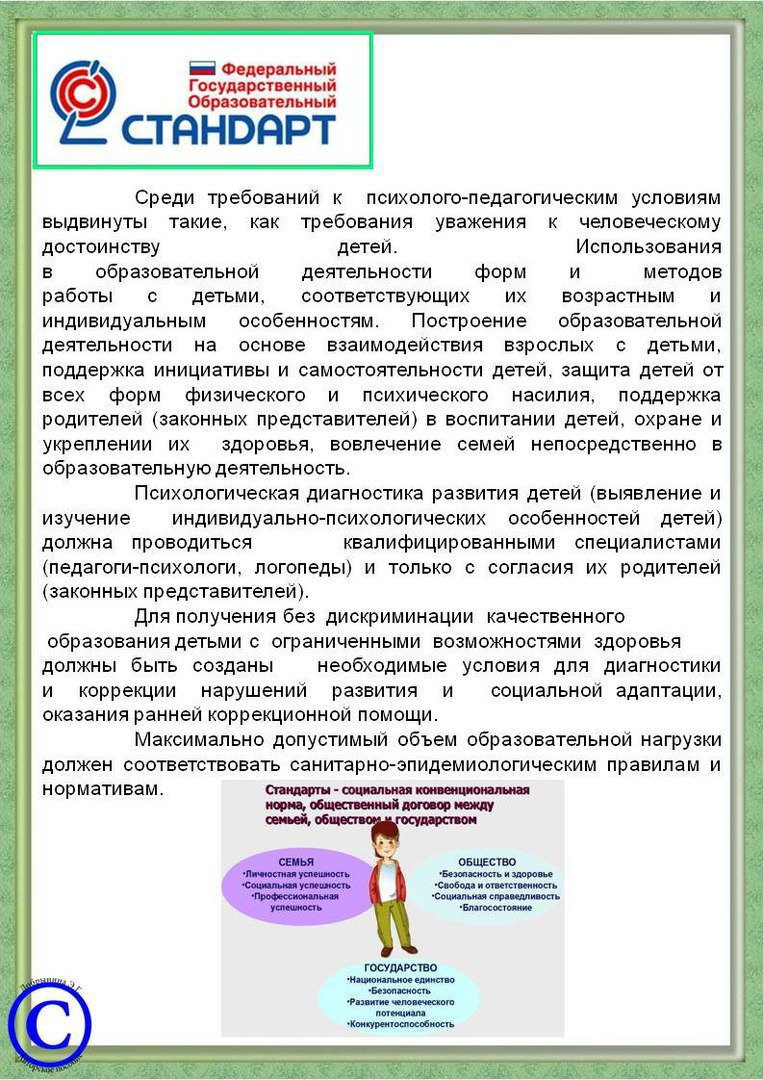 Федеральный
Государственный
Образовательный
СТАНДАРТ
Среди требований к психолого-педагогическим условиям
выдвинуты такие, как требования уважения к человеческому
достоинству детей. Использования
в образовательной деятельности форм и методов
работы с детьми, соответствующих их возрастным и
индивидуальным особенностям. Построение образовательной
деятельности на основе взаимодействия взрослых с детьми,
поддержка инициативы и самостоятельности детей, защита детей от
всех форм физического и психического насилия, поддержка
родителей (законных представителей) в воспитании детей, охране и
укреплении их здоровья, вовлечение семей непосредственно в
образовательную деятельность.
Психологическая диагностика развития детей (выявление и
изучение индивидуально-психологических особенностей детей)
должна проводиться квалифицированными специалистами
(педагоги-психологи, логопеды) и только с согласия их родителей
(законных представителей).
Для получения без дискриминации качественного
образования детьми с ограниченными возможностями здоровья
должны быть созданы необходимые условия для диагностики
и коррекции нарушений развития и социальной адаптации,
оказания ранней коррекционной помощи.
Максимально допустимый объем образовательной нагрузки
должен соответствовать санитарно-эпидемиологическим правилам и
нормативам.
Стандарты - социальная конвенциональная
норма, общественный договор между
семьей, обществом и государством
СЕМЬЯ
•Личностная успешность
•Социальная успешность
•Профессиональная
успешность
ОБЩЕСТВО
•Безопасность и здоровье
•Свобода и ответственность
•Социальная справедливость
•Благосостояние
ГОСУДАРСТВО
•Национальное единство
•Безопасность
•Развитие человеческого
потенциала
•Конкурентоспособность
C